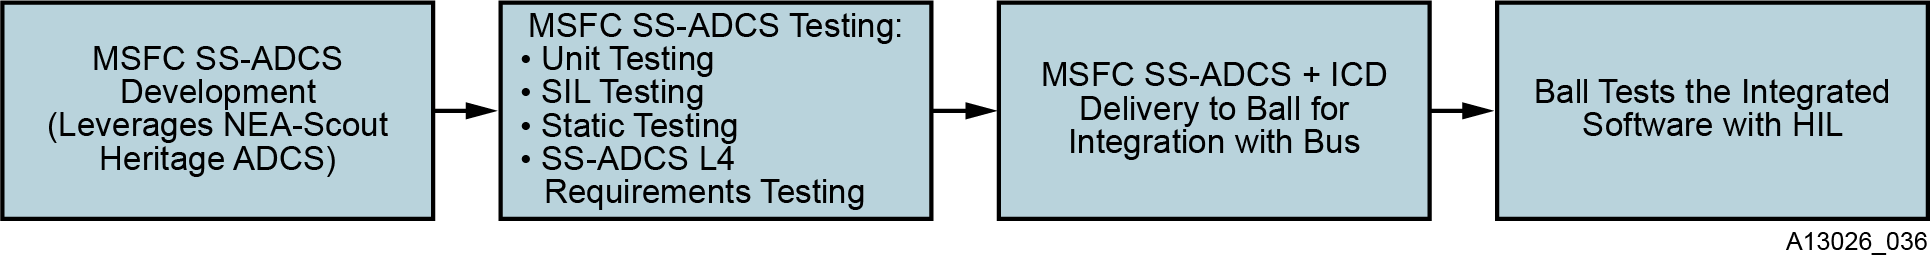 MSFC SS-ADCS
Development
(Leverages NEA-Scout
Heritage ADCS)
MSFC SS-ADCS Testing:
• Unit Testing
• SIL Testing
• Static Testing
• SS-ADCS L4
Requirements Testing
MSFC SS-ADCS + ICD
Delivery to Ball for
Integration with Bus
Ball Tests the Integrated
Software with HIL
A13026_036